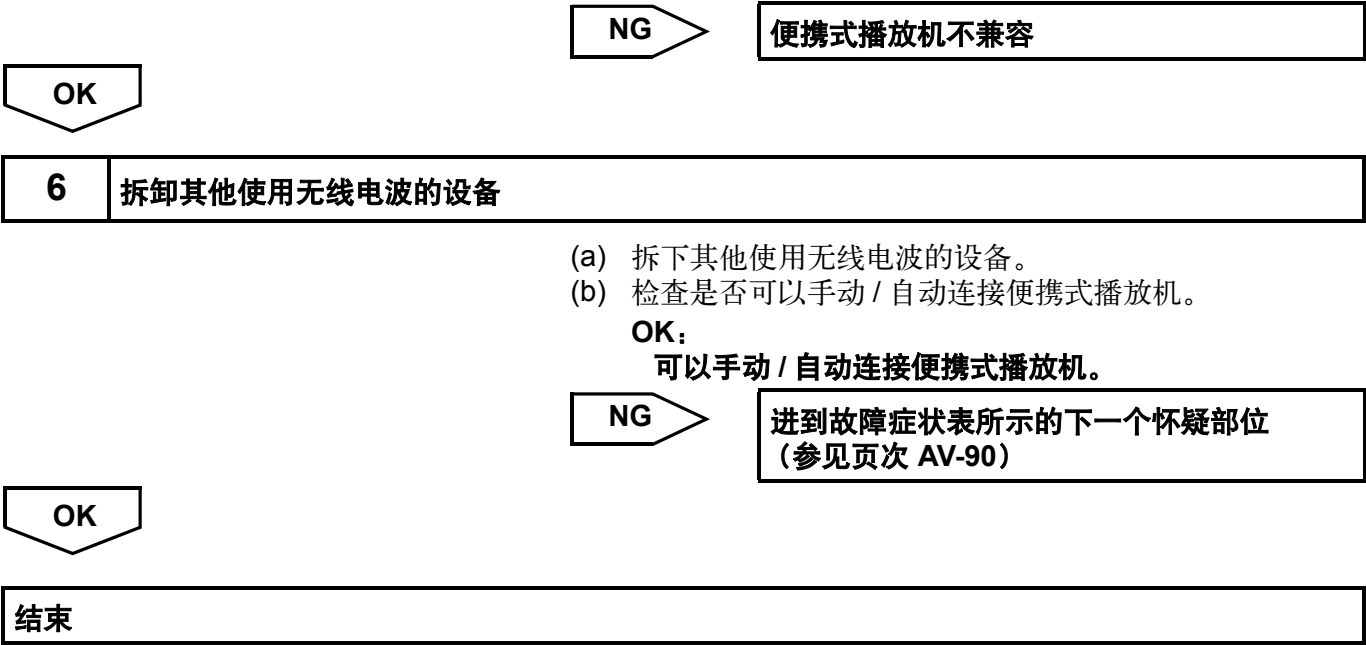 NG
便携式播放机不兼容
OK
6 拆卸其他使用无线电波的设备
(a) 拆下其他使用无线电波的设备。
(b) 检查是否可以手动 / 自动连接便携式播放机。
OK：
可以手动 / 自动连接便携式播放机。
NG
进到故障症状表所示的下一个怀疑部位
（参见页次 AV-90）
OK
结束